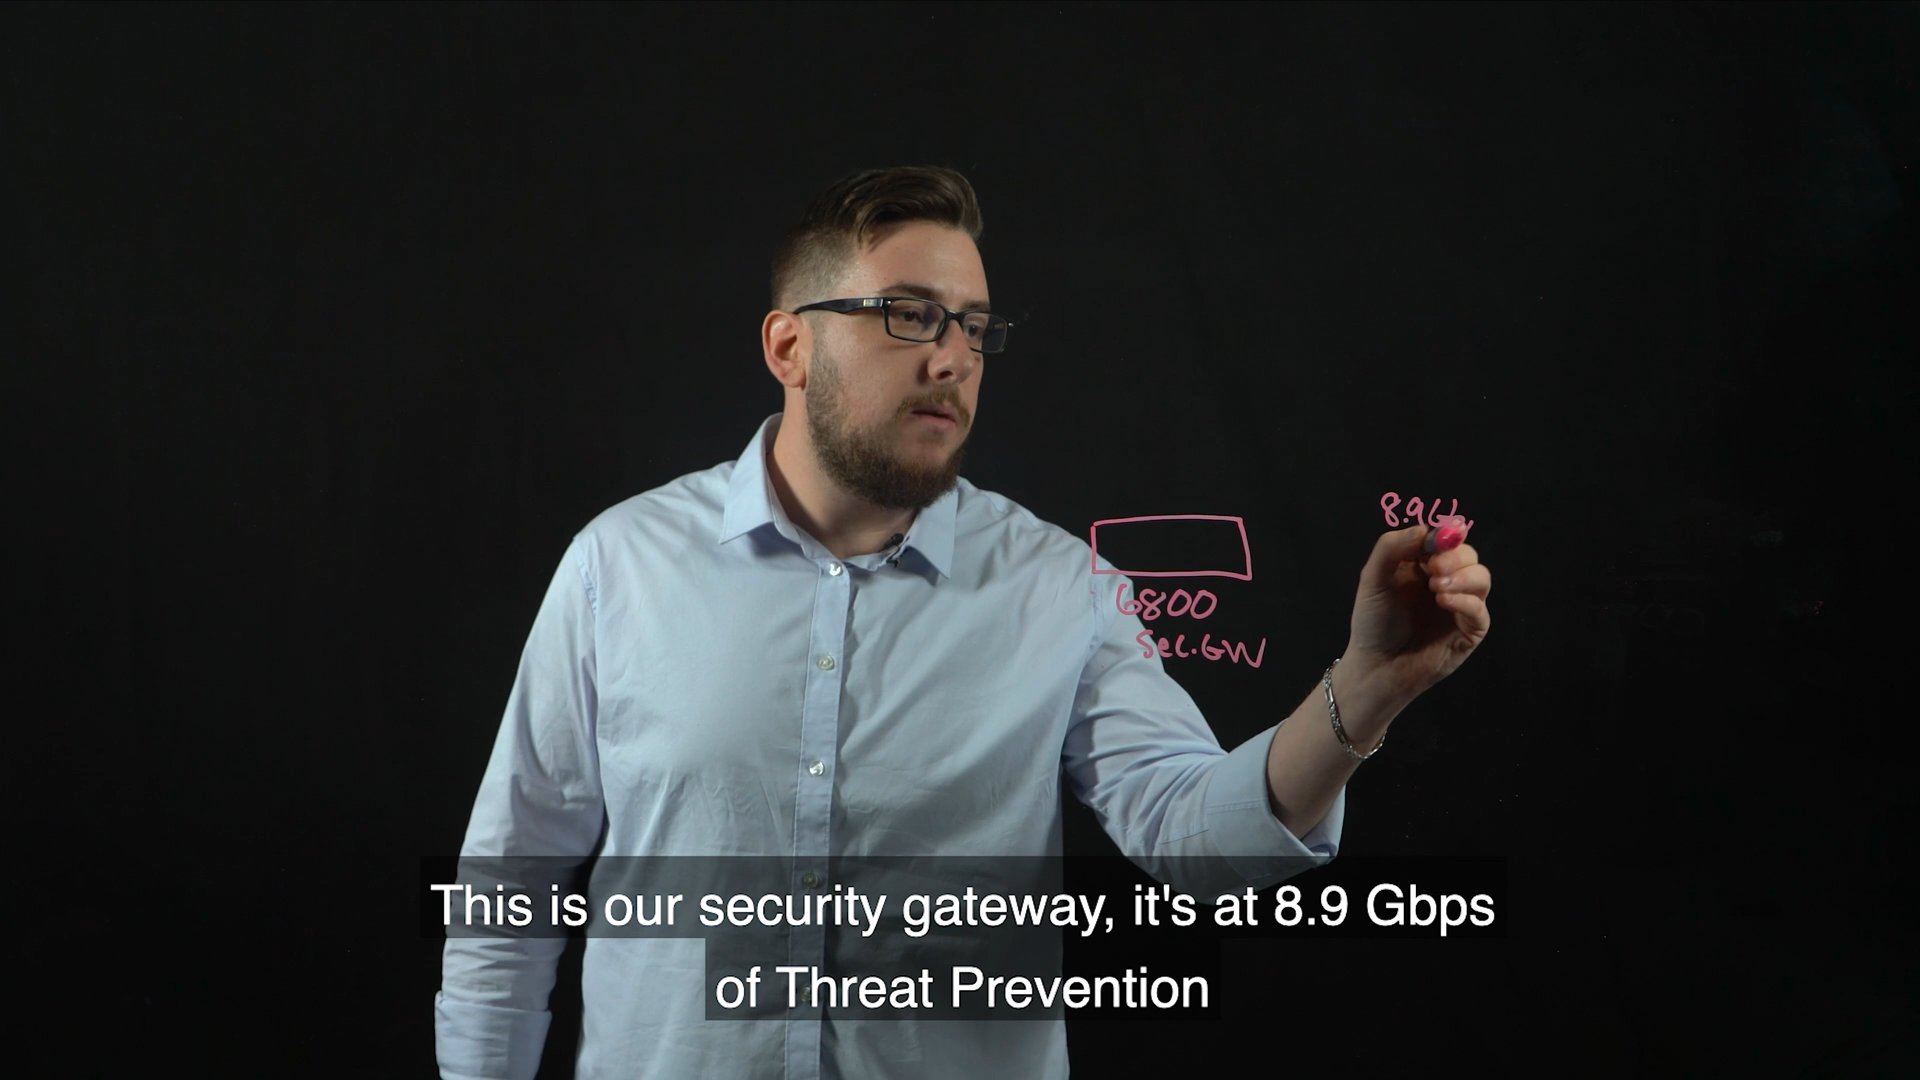 8.9Gb
6800
Sec.GW
This is our security gateway, it's at 8.9 Gbps
of Threat Prevention